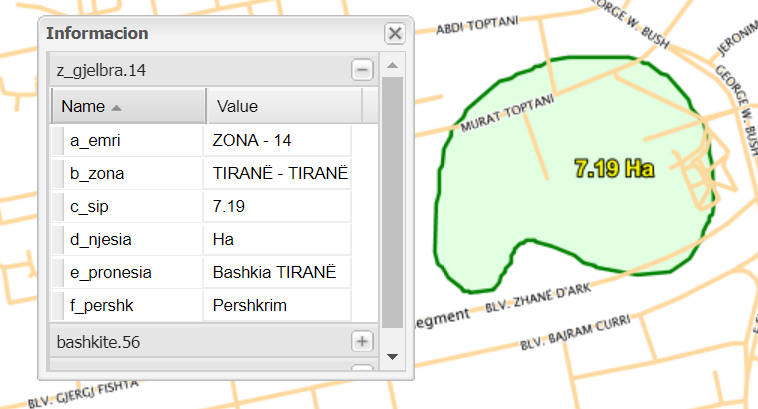 Informacion
z_gjelbra.14
Name Value
a_emri ZONA - 14
b_zona TIRANË - TIRANË
c_sip 7.19
d_njesia Ha
e_pronesia Bashkia TIRANË
f_pershk Pershkrim
bashkite.56
ABDI TOPTANI
GEORGE W. BUSH
JERONIM
GEORGE W. BUSH
MURAT TOPTANI
7.19 Ha
BLV. ZHANE D'ARK
egment
BLV. BAJRAM CURRI
BLV. GJERGJ FISHTA